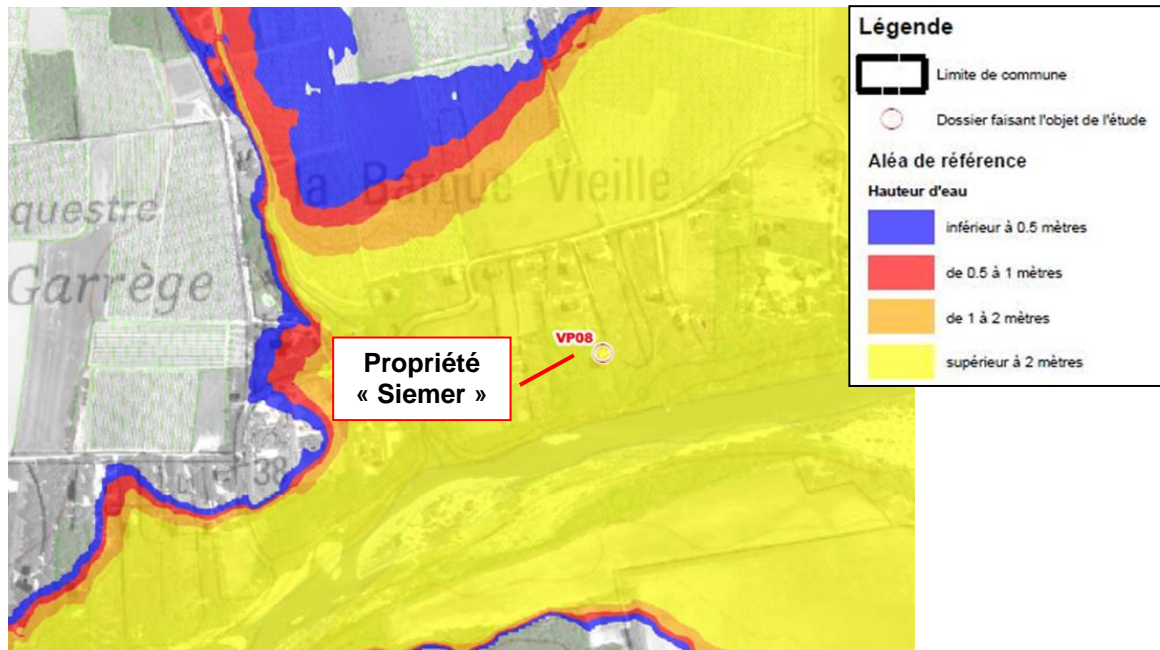 la Barque Vieille
questre
Garrège
VP08
Propriété
« Siemer »
38
3
Légende
Limite de commune
Dossier faisant l'objet de l'étude
Aléa de référence
Hauteur d'eau
inférieur à 0.5 mètres
de 0.5 à 1 mètres
de 1 à 2 mètres
supérieur à 2 mètres